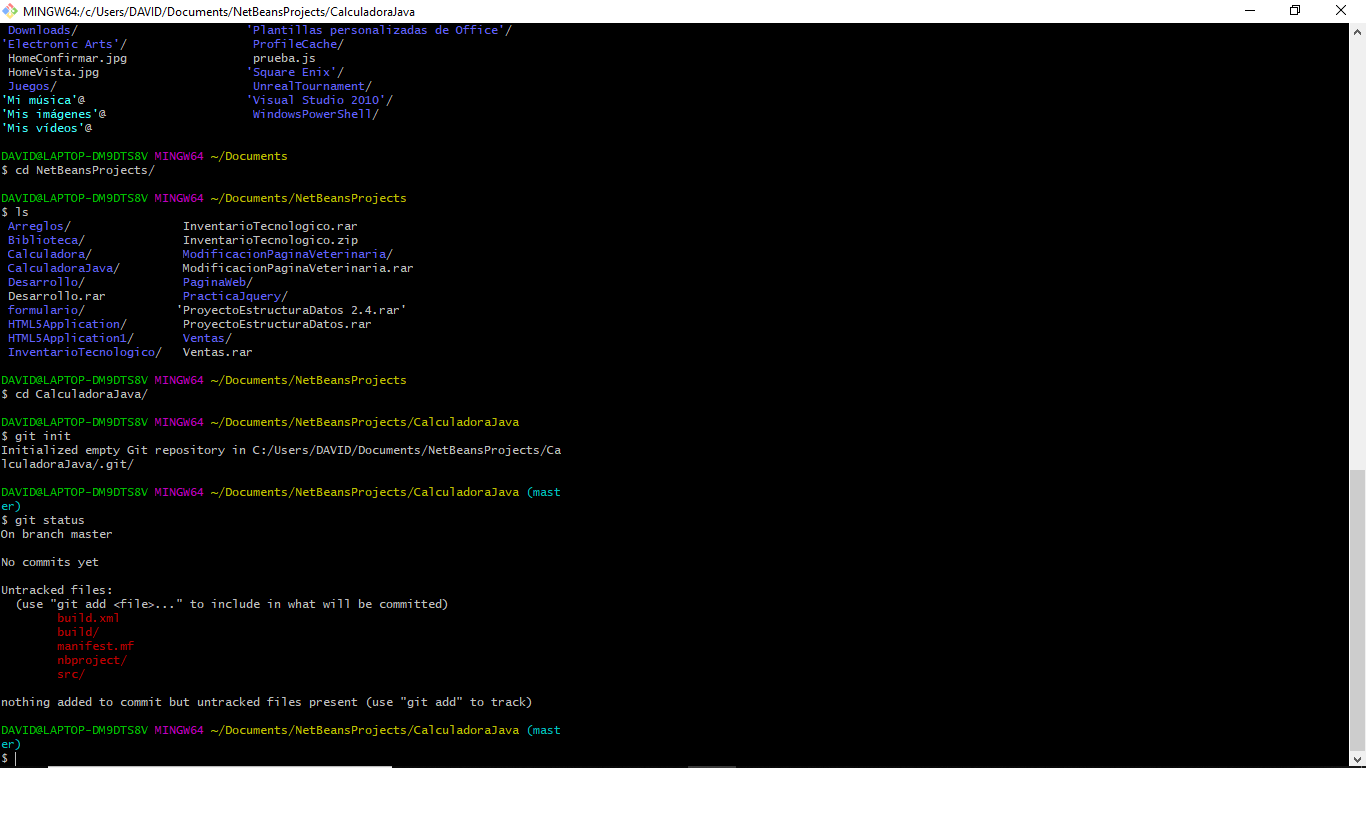 MINGW64:/c/Users/DAVID/Documents/NetBeansProjects/CalculadoraJava
Downloads/ 'Plantillas personalizadas de Office'/
'Electronic Arts'/ ProfileCache/
HomeConfirmar.jpg prueba.js
HomeVista.jpg 'Square Enix'/
Juegos/ UnrealTournament/
'Mi música'@ 'Visual Studio 2010'/
'Mis imágenes'@ WindowsPowerShell/
'Mis vídeos'@
DAVID@LAPTOP-DM9DTS8V MINGW64 ~/Documents
$ cd NetBeansProjects/
DAVID@LAPTOP-DM9DTS8V MINGW64 ~/Documents/NetBeansProjects
$ ls
Arreglos/ InventarioTecnologico.rar
Biblioteca/ InventarioTecnologico.zip
Calculadora/ ModificacionPaginaVeterinaria/
CalculadoraJava/ ModificacionPaginaVeterinaria.rar
Desarrollo/ PaginaWeb/
Desarrollo.rar PracticaJquery/
formulario/ 'ProyectoEstructuraDatos 2.4.rar'
HTML5Application/ ProyectoEstructuraDatos.rar
HTML5Application1/ Ventas/
InventarioTecnologico/ Ventas.rar
DAVID@LAPTOP-DM9DTS8V MINGW64 ~/Documents/NetBeansProjects
$ cd CalculadoraJava/
DAVID@LAPTOP-DM9DTS8V MINGW64 ~/Documents/NetBeansProjects/CalculadoraJava
$ git init
Initialized empty Git repository in C:/Users/DAVID/Documents/NetBeansProjects/Ca
lculadoraJava/.git/
DAVID@LAPTOP-DM9DTS8V MINGW64 ~/Documents/NetBeansProjects/CalculadoraJava (mast
er)
$ git status
On branch master
No commits yet
Untracked files:
(use "git add <file>..." to include in what will be committed)
build.xml
build/
manifest.mf
nbproject/
src/
nothing added to commit but untracked files present (use "git add" to track)
DAVID@LAPTOP-DM9DTS8V MINGW64 ~/Documents/NetBeansProjects/CalculadoraJava (mast
er)
$